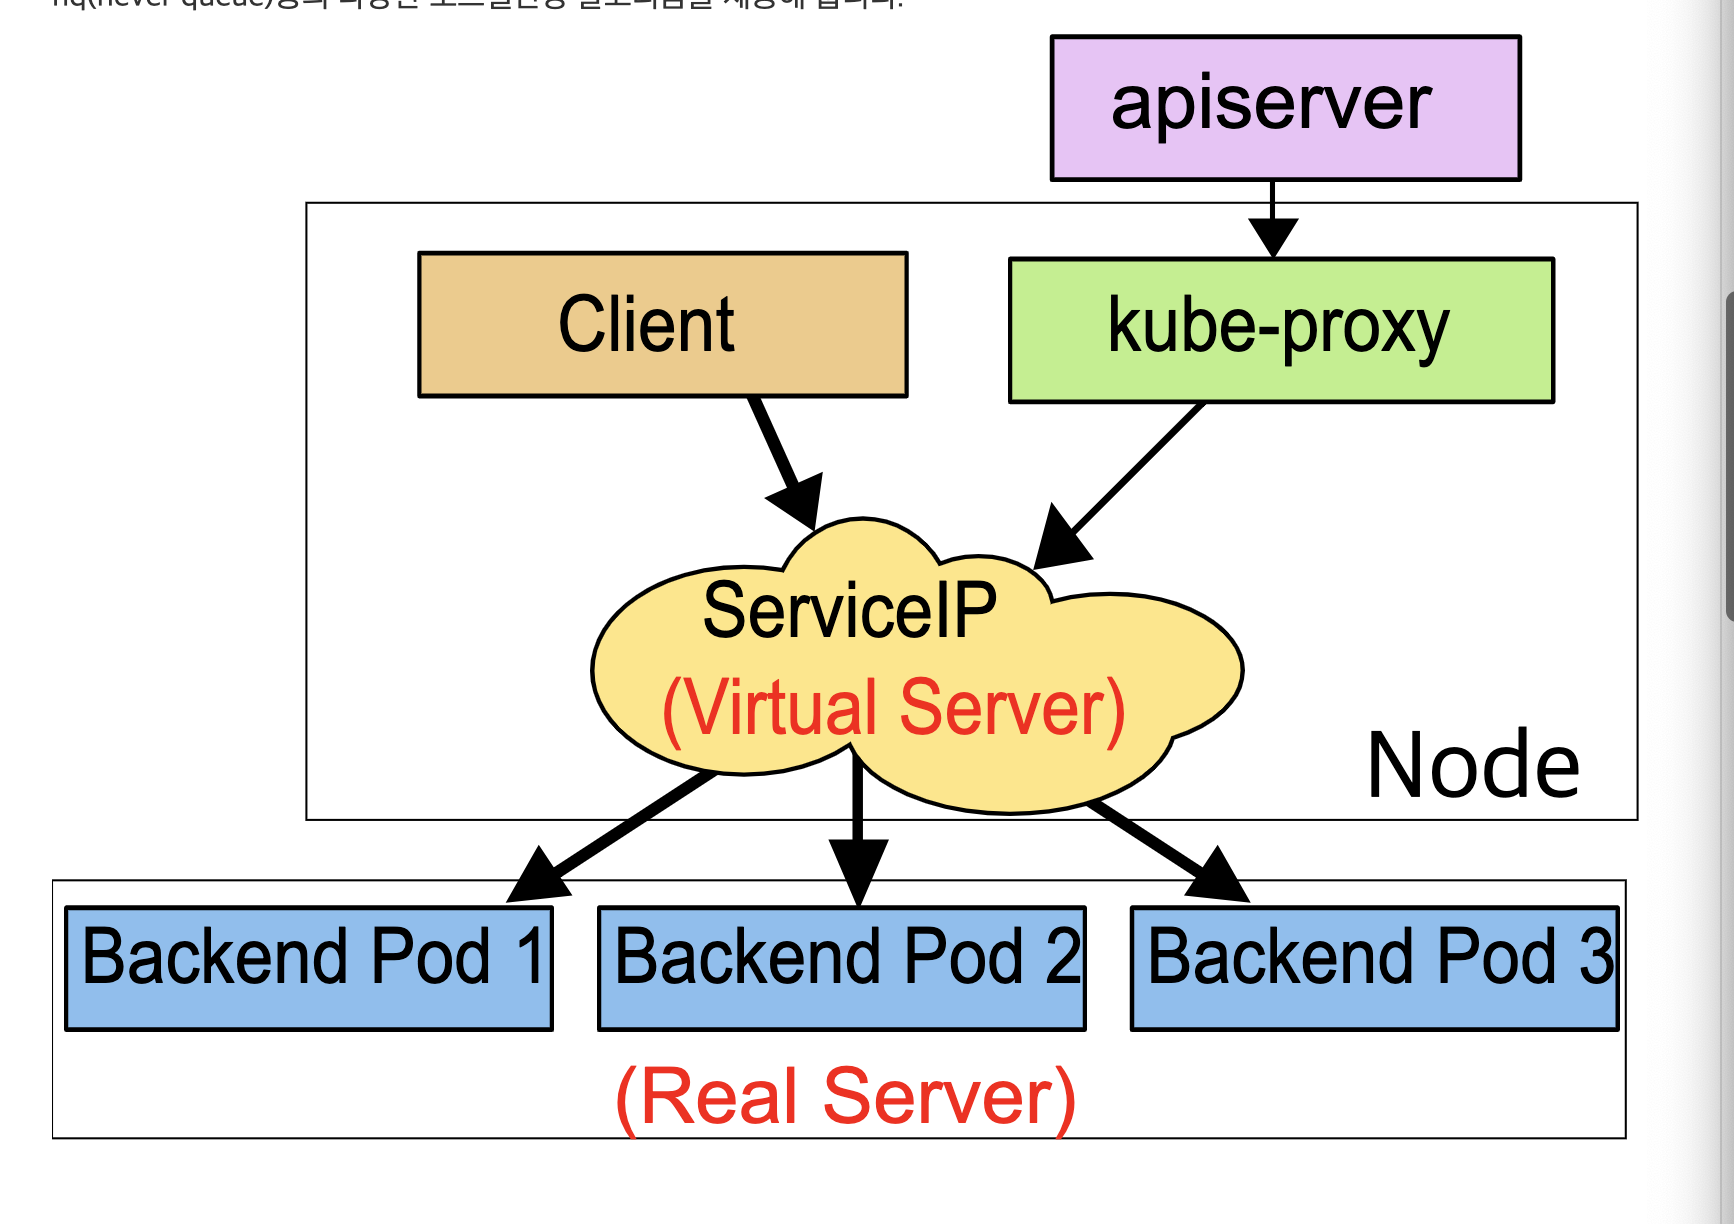 apiserver
Client
kube-proxy
ServiceIP
(Virtual Server)
Node
Backend Pod 1
Backend Pod 2
Backend Pod 3
(Real Server)